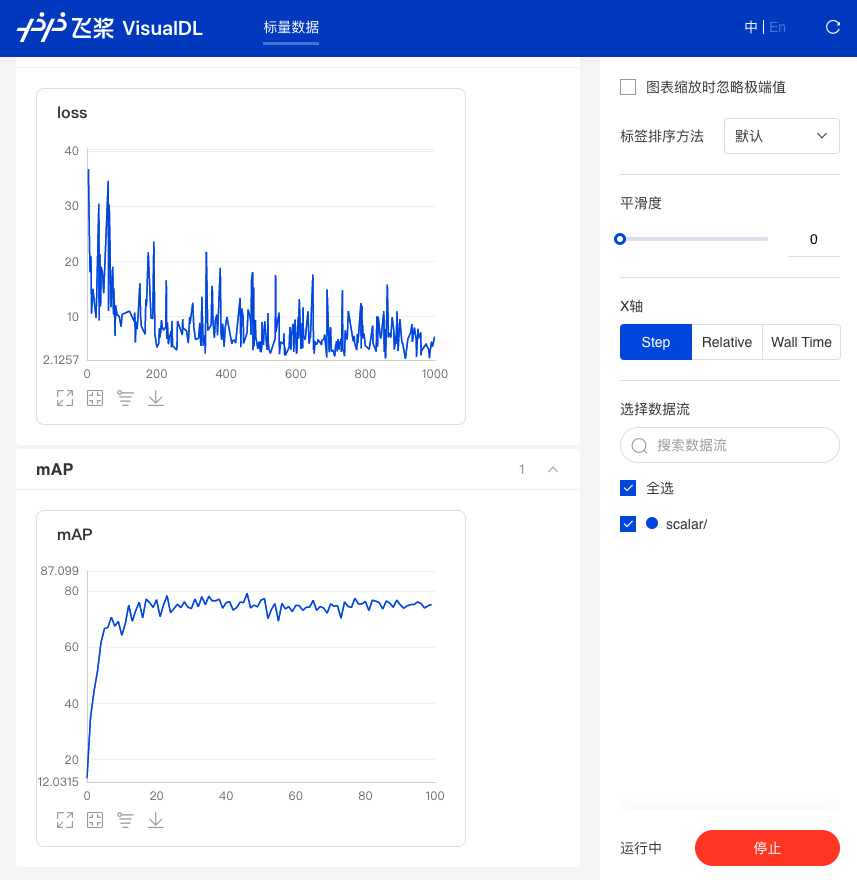 飞桨 VisualDL
标量数据
中 | En
loss
40
30
20
10
2.1257
0 200 400 600 800 1000
mAP
1
mAP
87.099
80
60
40
20
12.0315
0 20 40 60 80 100
图表缩放时忽略极端值
标签排序方法
默认
平滑度
0
X轴
Step Relative Wall Time
选择数据流
搜索数据流
全选
scalar/
运行中
停止